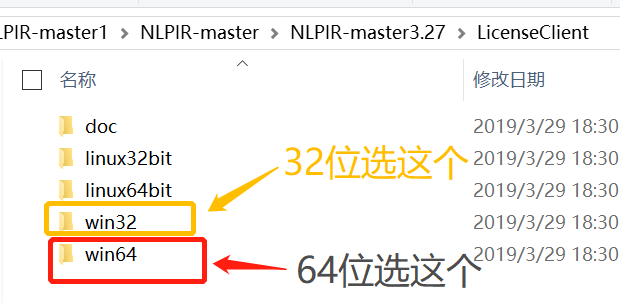 LPIR-master1 > NLPIR-master > NLPIR-master3.27 > LicenseClient
名称 修改日期
doc 2019/3/29 18:30
linux32bit 2019/3/29 18:30
32位选这个
linux64bit 2019/3/29 18:30
win32 2019/3/29 18:30
win64 2019/3/29 18:30
64位选这个